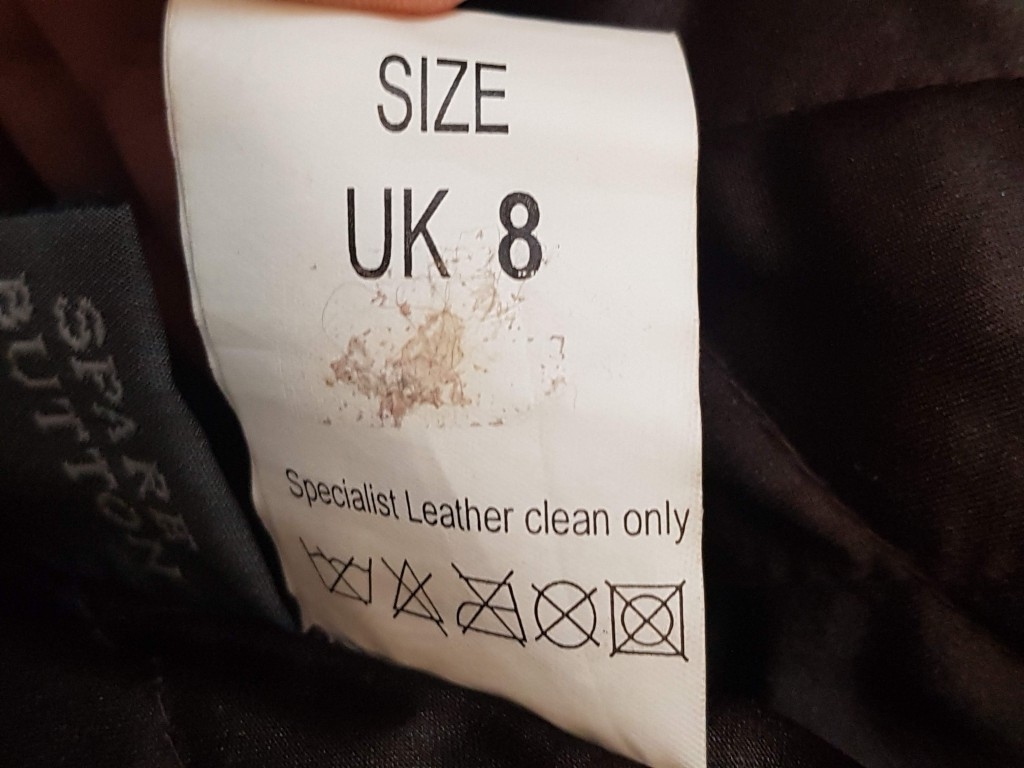 SIZE
UK 8
Specialist Leather clean only
SPARE
BUTTON